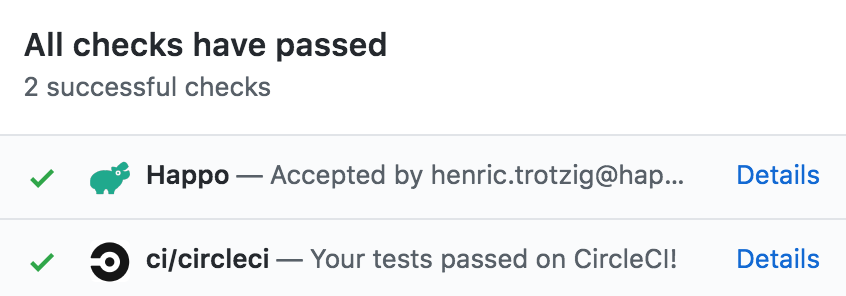 All checks have passed
2 successful checks
Happo — Accepted by henric.trotzig@hap... Details
ci/circleci — Your tests passed on CircleCI! Details